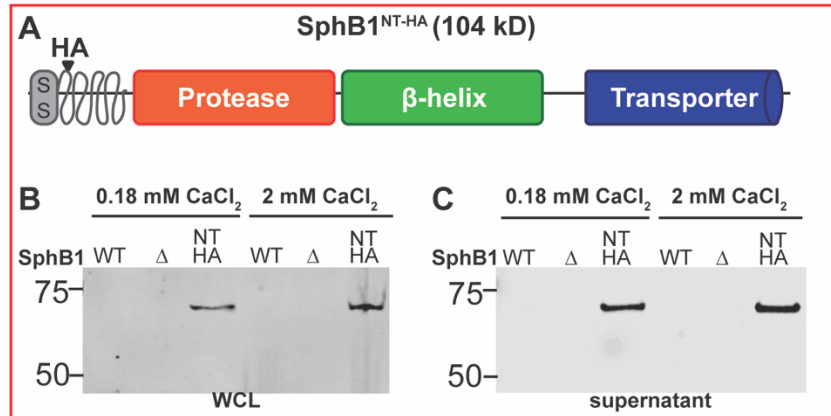 A
SphB1^NT-HA (104 kD)
HA
S
S
Protease
β-helix
Transporter
B
0.18 mM CaCl₂ 2 mM CaCl₂
SphB1 WT Δ NT HA WT Δ NT HA
75
50
WCL
C
0.18 mM CaCl₂ 2 mM CaCl₂
SphB1 WT Δ NT HA WT Δ NT HA
75
50
supernatant